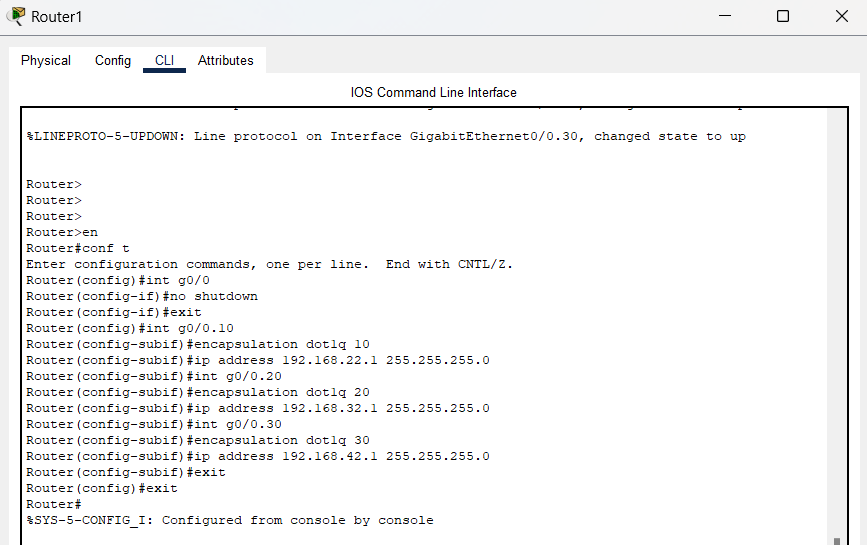 Router1
Physical Config CLI Attributes
IOS Command Line Interface
%LINEPROTO-5-UPDOWN: Line protocol on Interface GigabitEthernet0/0.30, changed state to up
Router>
Router>
Router>
Router>en
Router#conf t
Enter configuration commands, one per line.  End with CNTL/Z.
Router(config)#int g0/0
Router(config-if)#no shutdown
Router(config-if)#exit
Router(config)#int g0/0.10
Router(config-subif)#encapsulation dot1q 10
Router(config-subif)#ip address 192.168.22.1 255.255.255.0
Router(config-subif)#int g0/0.20
Router(config-subif)#encapsulation dot1q 20
Router(config-subif)#ip address 192.168.32.1 255.255.255.0
Router(config-subif)#int g0/0.30
Router(config-subif)#encapsulation dot1q 30
Router(config-subif)#ip address 192.168.42.1 255.255.255.0
Router(config-subif)#exit
Router(config)#exit
Router#
%SYS-5-CONFIG_I: Configured from console by console